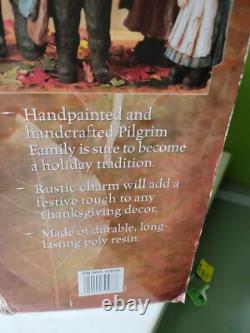 - Handpainted and
handcrafted Pilgrim
Family is sure to become
a holiday tradition.
- Rustic charm will add a
festive touch to any
Thanksgiving decor.
- Made of durable, long-
lasting poly resin.